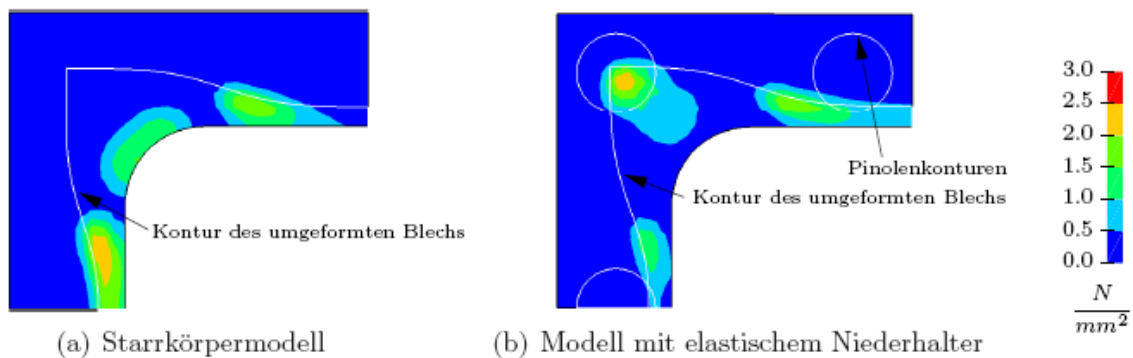 Kontur des umgeformten Blechs
(a) Starrkörpermodell
Pinolenkonturen
Kontur des umgeformten Blechs
(b) Modell mit elastischem Niederhalter
3.0
2.5
2.0
1.5
1.0
0.5
0.0
N
mm²